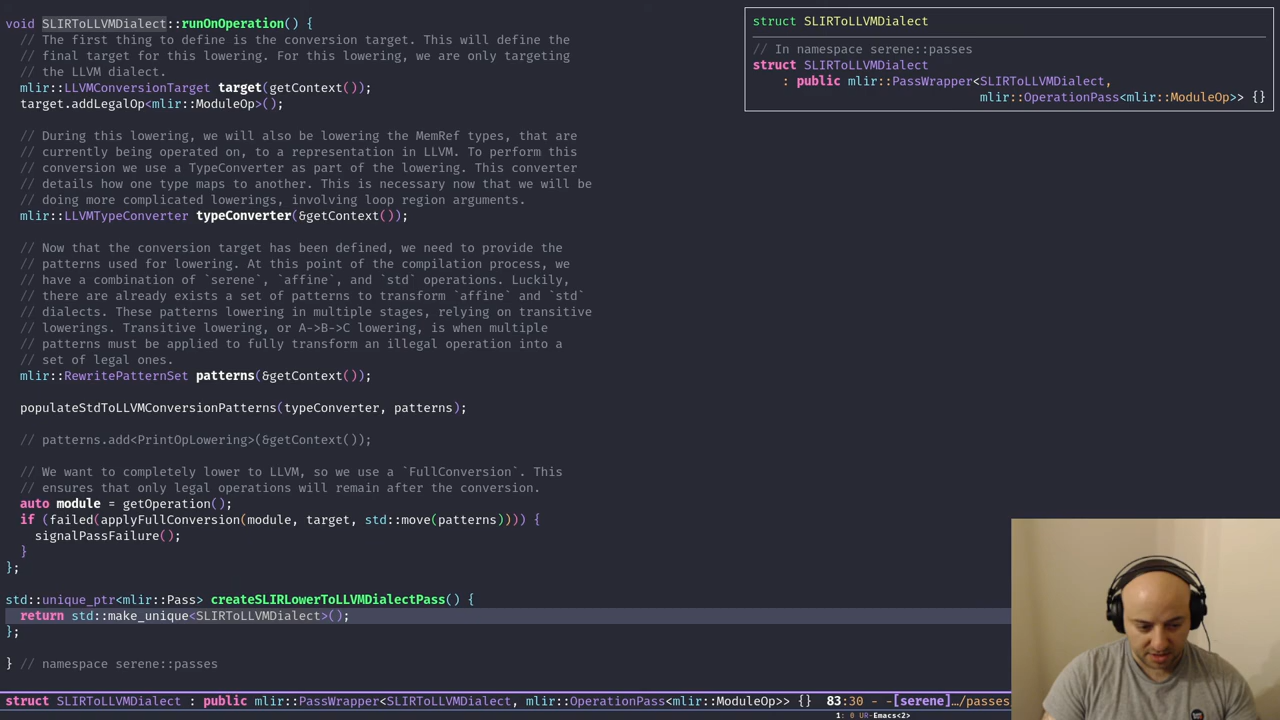 void SLIRToLLVMDialect::runOnOperation() {
// The first thing to define is the conversion target. This will define the
// final target for this lowering. For this lowering, we are only targeting
// the LLVM dialect.
mlir::LLVMConversionTarget target(getContext());
target.addLegalOp<mlir::ModuleOp>();
// During this lowering, we will also be lowering the MemRef types, that are
// currently being operated on, to a representation in LLVM. To perform this
// conversion we use a TypeConverter as part of the lowering. This converter
// details how one type maps to another. This is necessary now that we will be
// doing more complicated lowerings, involving loop region arguments.
mlir::LLVMTypeConverter typeConverter(&getContext());
// Now that the conversion target has been defined, we need to provide the
// patterns used for lowering. At this point of the compilation process, we
// have a combination of `serene`, `affine`, and `std` operations. Luckily,
// there are already exists a set of patterns to transform `affine` and `std`
// dialects. These patterns lowering in multiple stages, relying on transitive
// lowerings. Transitive lowering, or A->B->C lowering, is when multiple
// patterns must be applied to fully transform an illegal operation into a
// set of legal ones.
mlir::RewritePatternSet patterns(&getContext());
populateStdToLLVMConversionPatterns(typeConverter, patterns);
// patterns.add<PrintOpLowering>(&getContext());
// We want to completely lower to LLVM, so we use a `FullConversion`. This
// ensures that only legal operations will remain after the conversion.
auto module = getOperation();
if (failed(applyFullConversion(module, target, std::move(patterns)))) {
signalPassFailure();
}
};
std::unique_ptr<mlir::Pass> createSLIRLowerToLLVMDialectPass() {
return std::make_unique<SLIRToLLVMDialect>();
};
} // namespace serene::passes
struct SLIRToLLVMDialect
// In namespace serene::passes
struct SLIRToLLVMDialect
: public mlir::PassWrapper<SLIRToLLVMDialect,
mlir::OperationPass<mlir::ModuleOp>> {}
struct SLIRToLLVMDialect : public mlir::PassWrapper<SLIRToLLVMDialect, mlir::OperationPass<mlir::ModuleOp>> {} 83:30 - -[serene]…/passes
1: 0 UR-Emacs<2>